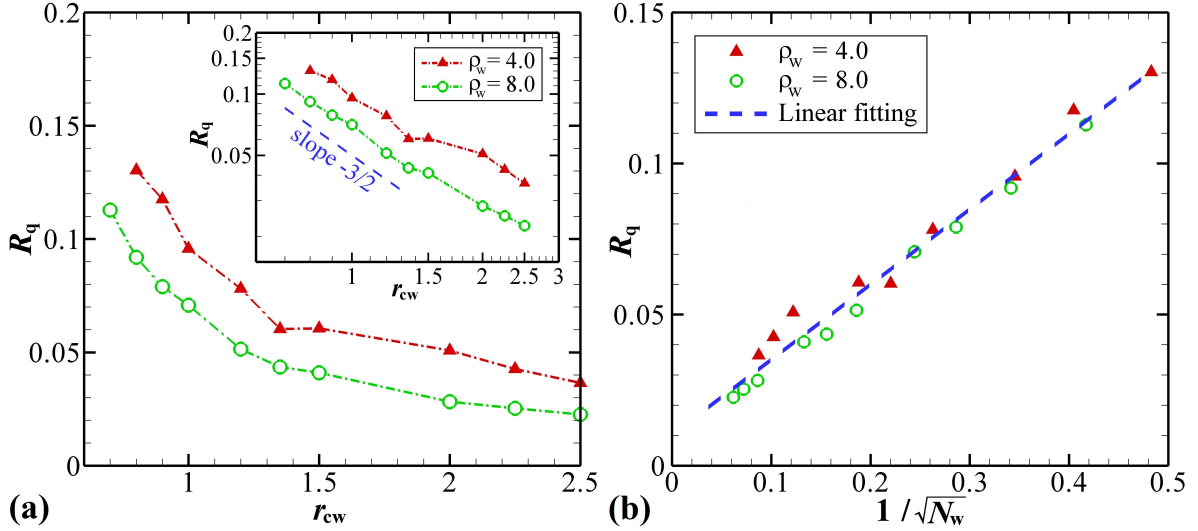 0.2
0.15
0.1
0.05
0
R_q
1
1.5
2
2.5
r_cw
(a)
0.2
0.15
0.1
0.05
R_q
1
1.5
2
2.5
3
r_cw
ρ_w = 4.0
ρ_w = 8.0
slope -3/2
0.15
0.1
0.05
0
R_q
0
0.1
0.2
0.3
0.4
0.5
1 / √N_w
(b)
ρ_w = 4.0
ρ_w = 8.0
Linear fitting